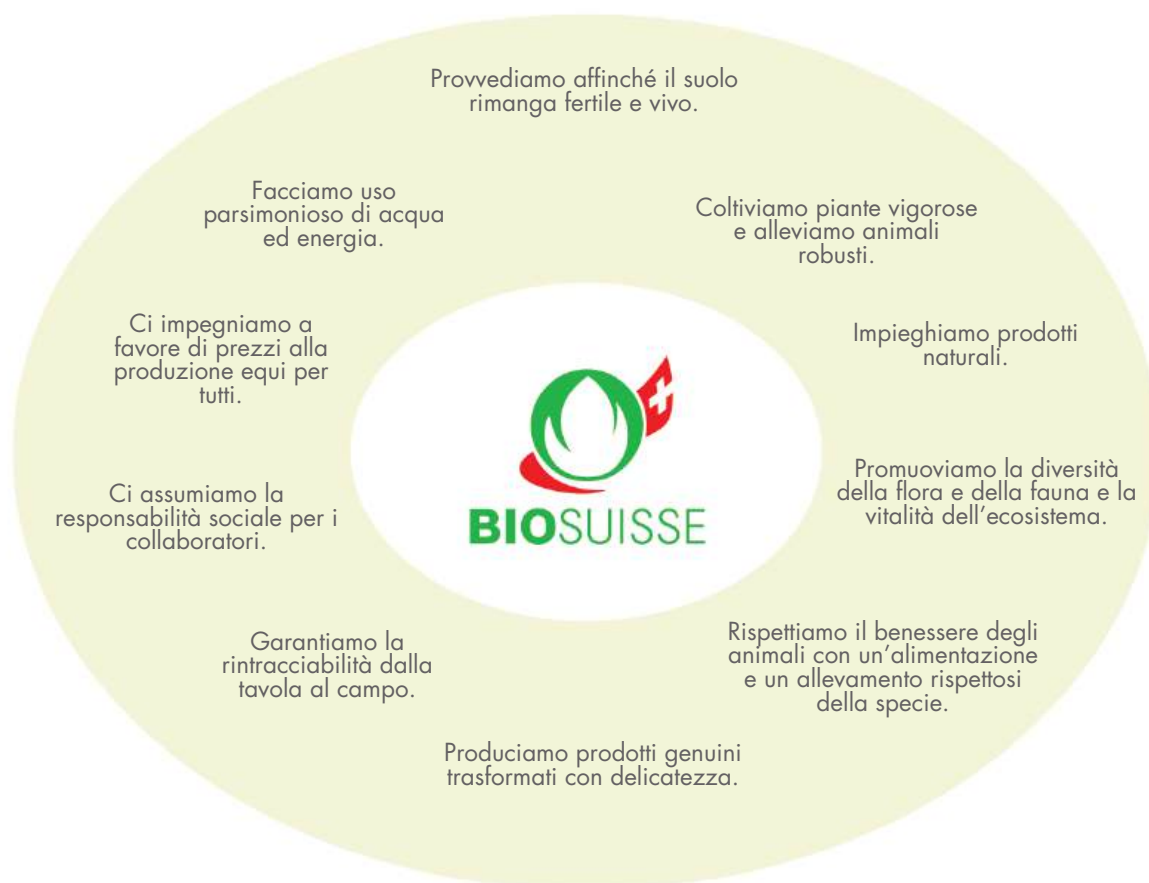 Provvediamo affinché il suolo
rimanga fertile e vivo.
Facciamo uso
parsimonioso di acqua
ed energia.
Coltiviamo piante vigorose
e alleviamo animali
robusti.
Ci impegniamo a
favore di prezzi alla
produzione equi per
tutti.
Impieghiamo prodotti
naturali.
BIOSUISSE
Ci assumiamo la
responsabilità sociale per i
collaboratori.
Promuoviamo la diversità
della flora e della fauna e la
vitalità dell'ecosistema.
Garantiamo la
rintracciabilità dalla
tavola al campo.
Rispettiamo il benessere degli
animali con un'alimentazione
e un allevamento rispettosi
della specie.
Produciamo prodotti genuini
trasformati con delicatezza.